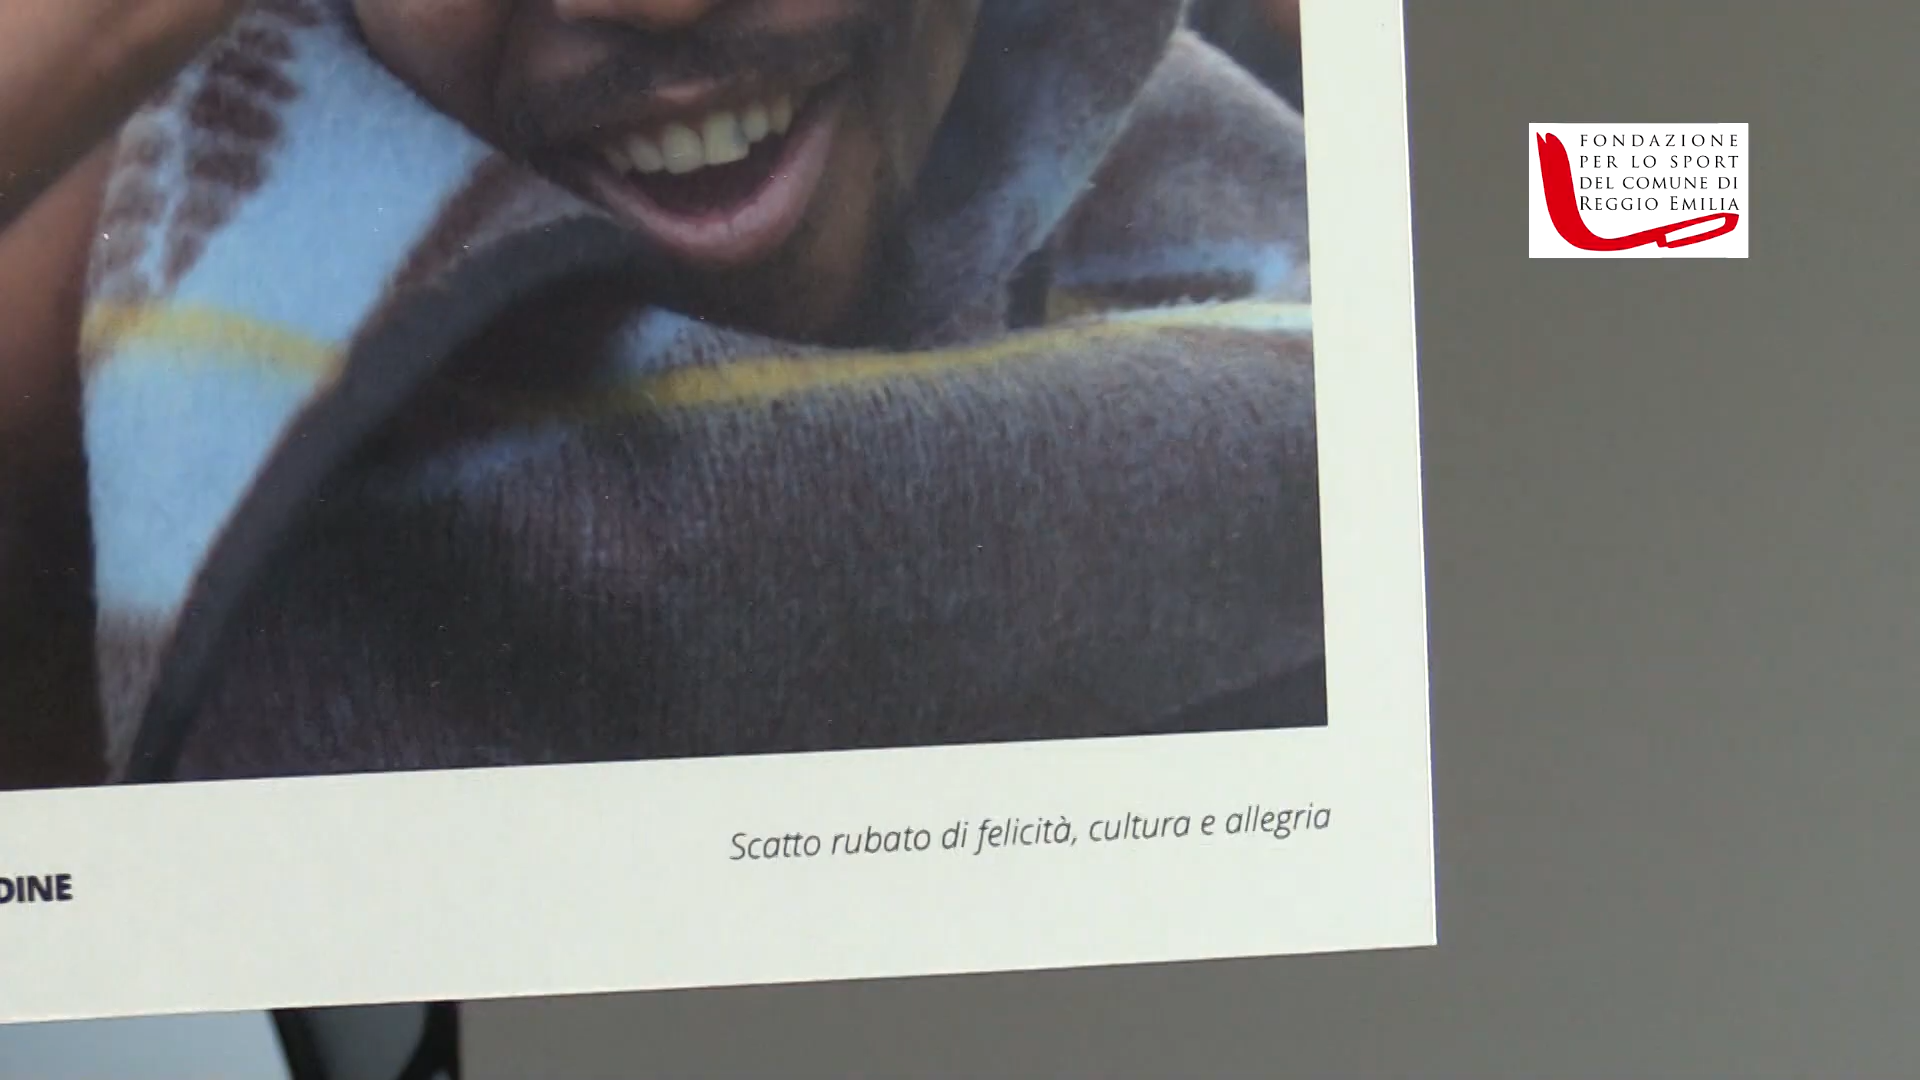 FONDAZIONE
PER LO SPORT
DEL COMUNE DI
REGGIO EMILIA
Scatto rubato di felicità, cultura e allegria
DINE